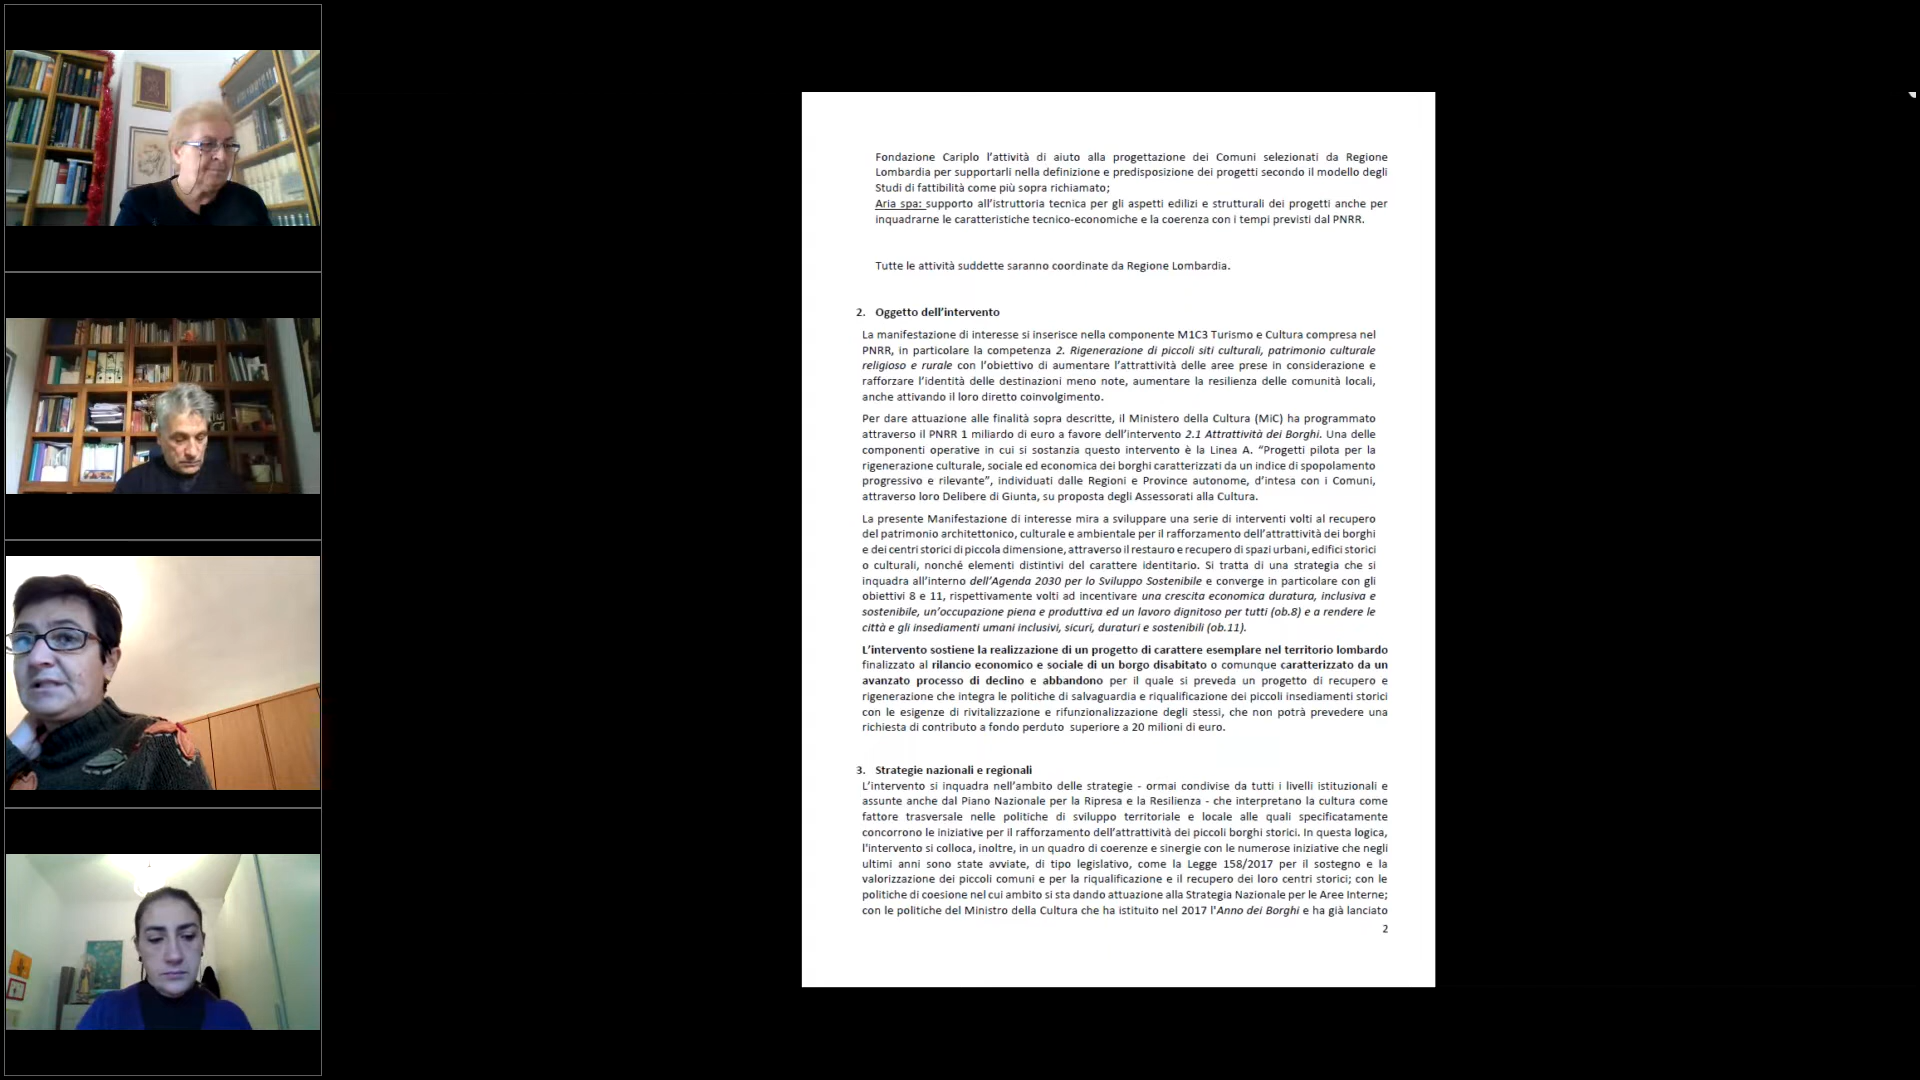 Fondazione Cariplo l’attività di aiuto alla progettazione dei Comuni selezionati da Regione
Lombardia per supportarli nella definizione e predisposizione dei progetti secondo il modello degli
Studi di fattibilità come più sopra richiamato;
Aria spa: supporto all’istruttoria tecnica per gli aspetti edilizi e strutturali dei progetti anche per
inquadrarne le caratteristiche tecnico-economiche e la coerenza con i tempi previsti dal PNRR.
Tutte le attività suddette saranno coordinate da Regione Lombardia.
2. Oggetto dell’intervento
La manifestazione di interesse si inserisce nella componente M1C3 Turismo e Cultura compresa nel
PNRR, in particolare la competenza 2. Rigenerazione di piccoli siti culturali, patrimonio culturale
religioso e rurale con l’obiettivo di aumentare l’attrattività delle aree prese in considerazione e
rafforzare l’identità delle destinazioni meno note, aumentare la resilienza delle comunità locali,
anche attivando il loro diretto coinvolgimento.
Per dare attuazione alle finalità sopra descritte, il Ministero della Cultura (MiC) ha programmato
attraverso il PNRR 1 miliardo di euro a favore dell’intervento 2.1 Attrattività dei Borghi. Una delle
componenti operative in cui si sostanzia questo intervento è la Linea A. “Progetti pilota per la
rigenerazione culturale, sociale ed economica dei borghi caratterizzati da un indice di spopolamento
progressivo e rilevante”, individuati dalle Regioni e Province autonome, d’intesa con i Comuni,
attraverso loro Delibere di Giunta, su proposta degli Assessorati alla Cultura.
La presente Manifestazione di interesse mira a sviluppare una serie di interventi volti al recupero
del patrimonio architettonico, culturale e ambientale per il rafforzamento dell’attrattività dei borghi
e dei centri storici di piccola dimensione, attraverso il restauro e recupero di spazi urbani, edifici storici
o culturali, nonché elementi distintivi del carattere identitario. Si tratta di una strategia che si
inquadra all’interno dell’Agenda 2030 per lo Sviluppo Sostenibile e converge in particolare con gli
obiettivi 8 e 11, rispettivamente volti ad incentivare una crescita economica duratura, inclusiva e
sostenibile, un’occupazione piena e produttiva ed un lavoro dignitoso per tutti (ob.8) e a rendere le
città e gli insediamenti umani inclusivi, sicuri, duraturi e sostenibili (ob.11).
L’intervento sostiene la realizzazione di un progetto di carattere esemplare nel territorio lombardo
finalizzato al rilancio economico e sociale di un borgo disabitato o comunque caratterizzato da un
avanzato processo di declino e abbandono per il quale si preveda un progetto di recupero e
rigenerazione che integra le politiche di salvaguardia e riqualificazione dei piccoli insediamenti storici
con le esigenze di rivitalizzazione e rifunzionalizzazione degli stessi, che non potrà prevedere una
richiesta di contributo a fondo perduto superiore a 20 milioni di euro.
3. Strategie nazionali e regionali
L’intervento si inquadra nell’ambito delle strategie - ormai condivise da tutti i livelli istituzionali e
assunte anche dal Piano Nazionale per la Ripresa e la Resilienza - che interpretano la cultura come
fattore trasversale nelle politiche di sviluppo territoriale e locale alle quali specificatamente
concorrono le iniziative per il rafforzamento dell’attrattività dei piccoli borghi storici. In questa logica,
l'intervento si colloca, inoltre, in un quadro di coerenze e sinergie con le numerose iniziative che negli
ultimi anni sono state avviate, di tipo legislativo, come la Legge 158/2017 per il sostegno e la
valorizzazione dei piccoli comuni e per la riqualificazione e il recupero dei loro centri storici; con le
politiche di coesione nel cui ambito si sta dando attuazione alla Strategia Nazionale per le Aree Interne;
con le politiche del Ministro della Cultura che ha istituito nel 2017 l'Anno dei Borghi e ha già lanciato
2